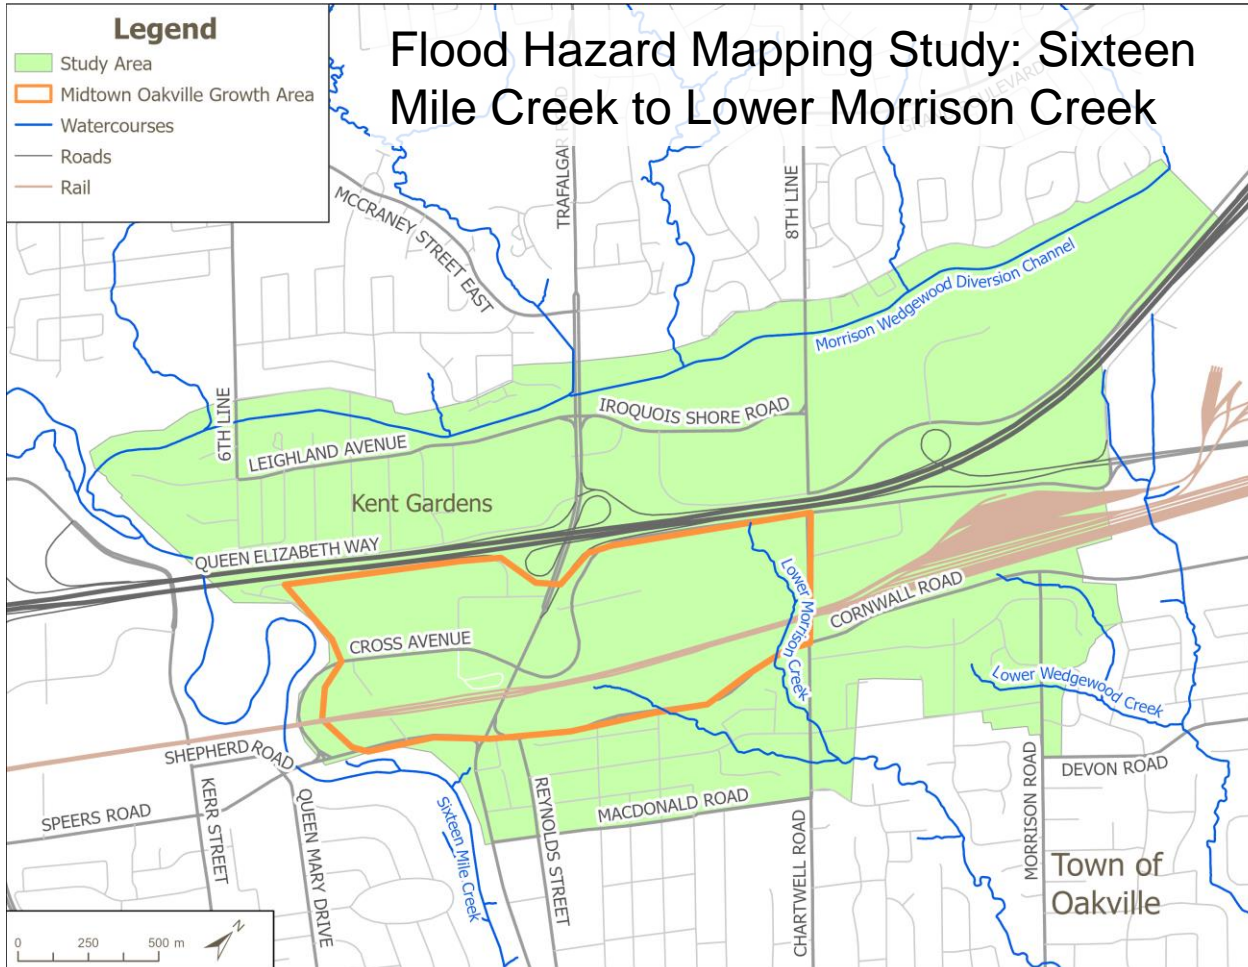 Legend
Study Area
Midtown Oakville Growth Area
Watercourses
Roads
Rail
Flood Hazard Mapping Study: Sixteen
Mile Creek to Lower Morrison Creek
MCCRANEY STREET EAST
TRAFALGAR ROAD
8TH LINE
Morrison Wedgewood Diversion Channel
6TH LINE
LEIGHLAND AVENUE
IROQUOIS SHORE ROAD
Kent Gardens
QUEEN ELIZABETH WAY
Lower Morrison Creek
CORNWALL ROAD
CROSS AVENUE
Lower Wedgewood Creek
SHEPHERD ROAD
SPEERS ROAD
KERR STREET
QUEEN MARY DRIVE
Sixteen Mile Creek
REYNOLDS STREET
MACDONALD ROAD
CHARTWELL ROAD
MORRISON ROAD
DEVON ROAD
Town of
Oakville
0 250 500 m
N